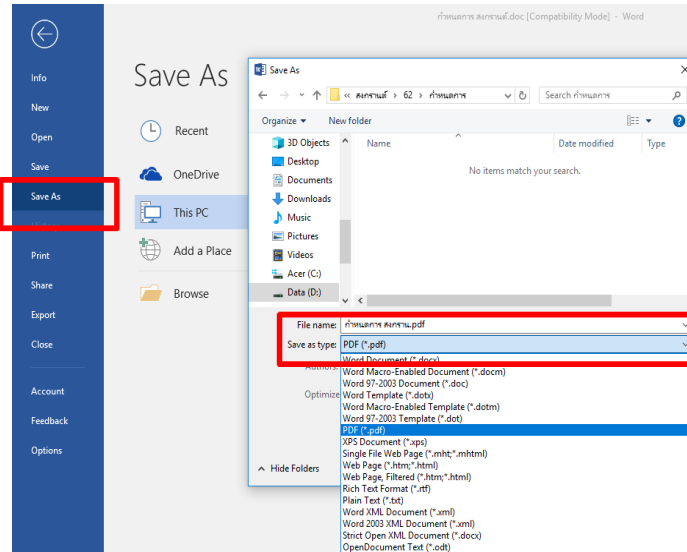 กำหนดการ สงกรานต์.doc [Compatibility Mode] - Word
Info
New
Open
Save
Save As
Print
Share
Export
Close
Account
Feedback
Options
Save As
Recent
OneDrive
This PC
Add a Place
Browse
Save As
« สงกรานต์ › 62 › กำหนดการ
Search กำหนดการ
Organize
New folder
3D Objects
Desktop
Documents
Downloads
Music
Pictures
Videos
Acer (C:)
Data (D:)
Name
Date modified
Type
No items match your search.
File name: กำหนดการ สงกราน.pdf
Save as type: PDF (*.pdf)
Authors:
Optimize
Word Document (*.docx)
Word Macro-Enabled Document (*.docm)
Word 97-2003 Document (*.doc)
Word Template (*.dotx)
Word Macro-Enabled Template (*.dotm)
Word 97-2003 Template (*.dot)
PDF (*.pdf)
XPS Document (*.xps)
Single File Web Page (*.mht;*.mhtml)
Web Page (*.htm;*.html)
Web Page, Filtered (*.htm;*.html)
Rich Text Format (*.rtf)
Plain Text (*.txt)
Word XML Document (*.xml)
Word 2003 XML Document (*.xml)
Strict Open XML Document (*.docx)
OpenDocument Text (*.odt)
Hide Folders